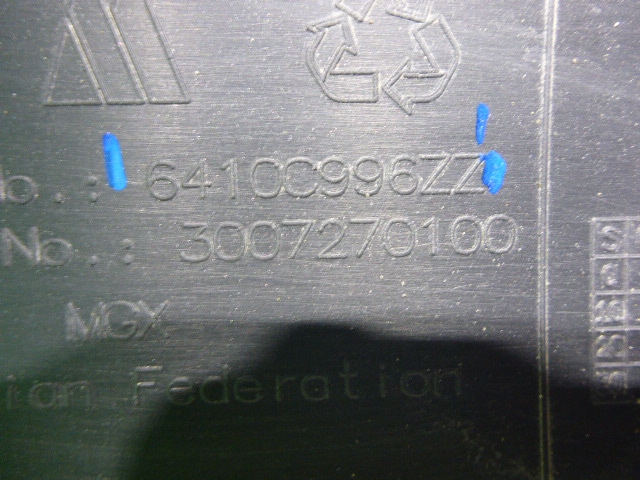 o.: 6410C996ZZ
No.: 3007270100
MGX
ion Federation